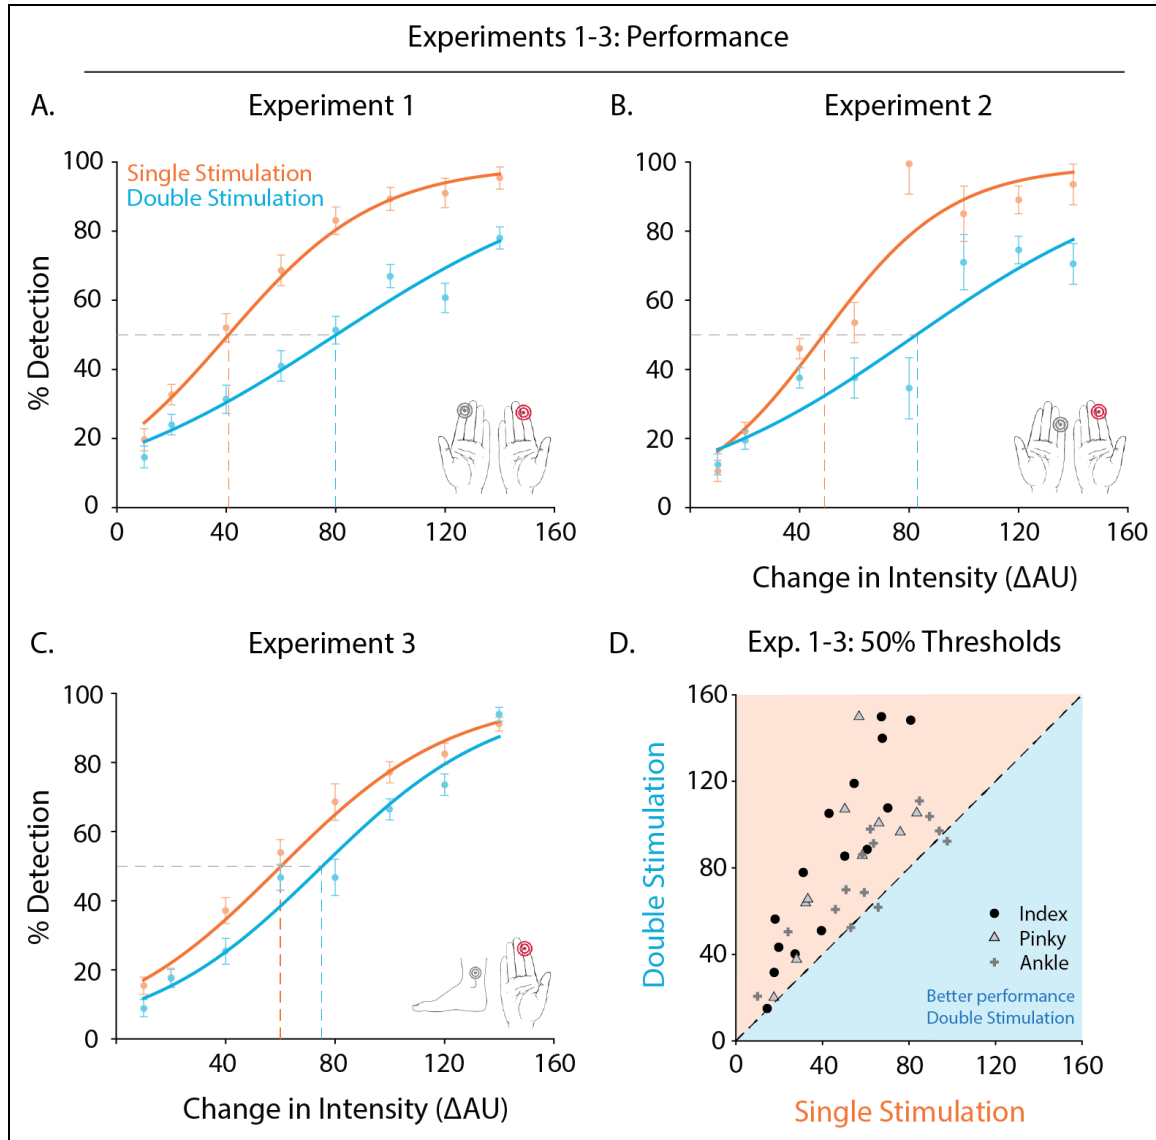 Experiments 1-3: Performance
A.
Experiment 1
100
80
60
40
20
0
% Detection
Single Stimulation
Double Stimulation
0
40
80
120
160
B.
Experiment 2
100
80
60
40
20
0
40
80
120
160
Change in Intensity (ΔAU)
C.
Experiment 3
100
80
60
40
20
0
% Detection
40
80
120
160
Change in Intensity (ΔAU)
D.
Exp. 1-3: 50% Thresholds
160
120
80
40
0
Double Stimulation
Index
Pinky
Ankle
Better performance
Double Stimulation
0
40
80
120
160
Single Stimulation